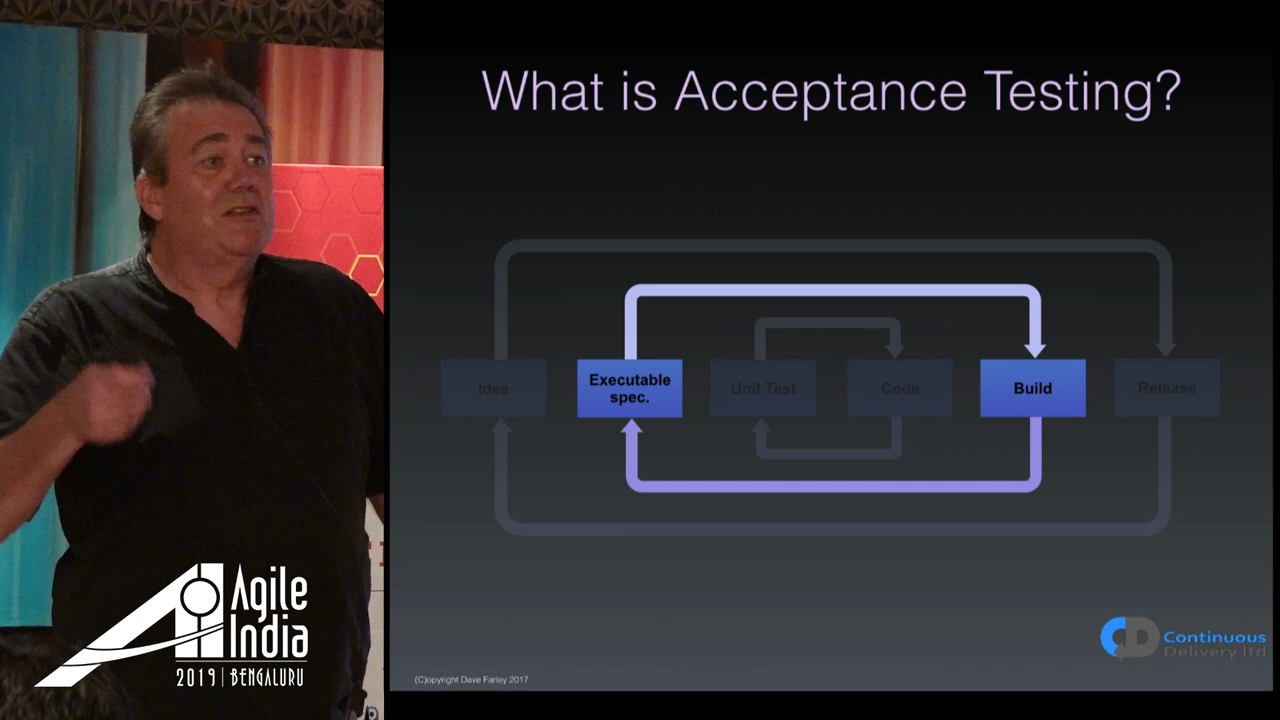 What is Acceptance Testing?
Idea
Executable
spec.
Unit Test
Code
Build
Release
Agile
India
2019 | BENGALURU
CD Continuous
Delivery ltd
(C)opyright Dave Farley 2017